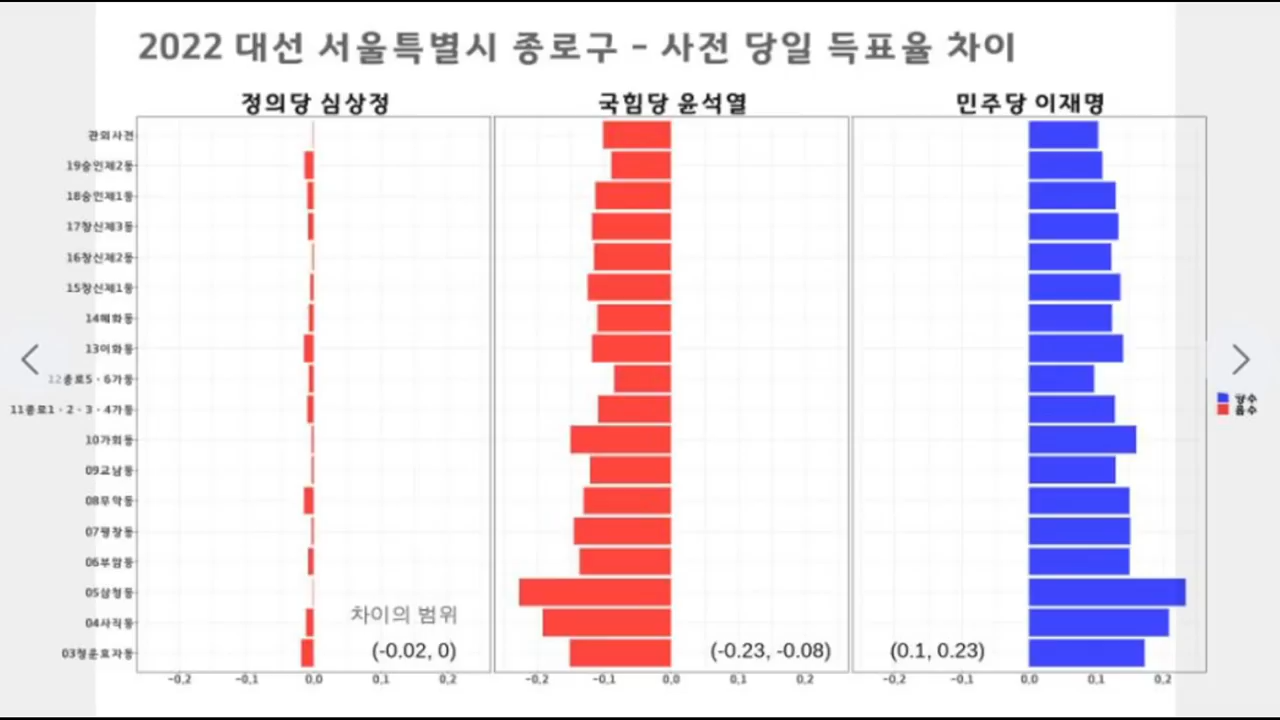 2022 대선 서울특별시 종로구 - 사전 당일 득표율 차이
정의당 심상정
국힘당 윤석열
민주당 이재명
관외사전
19숭인제2동
18숭인제1동
17창신제3동
16창신제2동
15창신제1동
14혜화동
13이화동
12종로5·6가동
11종로1·2·3·4가동
10가회동
09교남동
08무악동
07평창동
06부암동
05삼청동
04사직동
03청운효자동
양수
음수
차이의 범위
(-0.02, 0)
(-0.23, -0.08)
(0.1, 0.23)
-0.2 -0.1 0.0 0.1 0.2
-0.2 -0.1 0.0 0.1 0.2
-0.2 -0.1 0.0 0.1 0.2